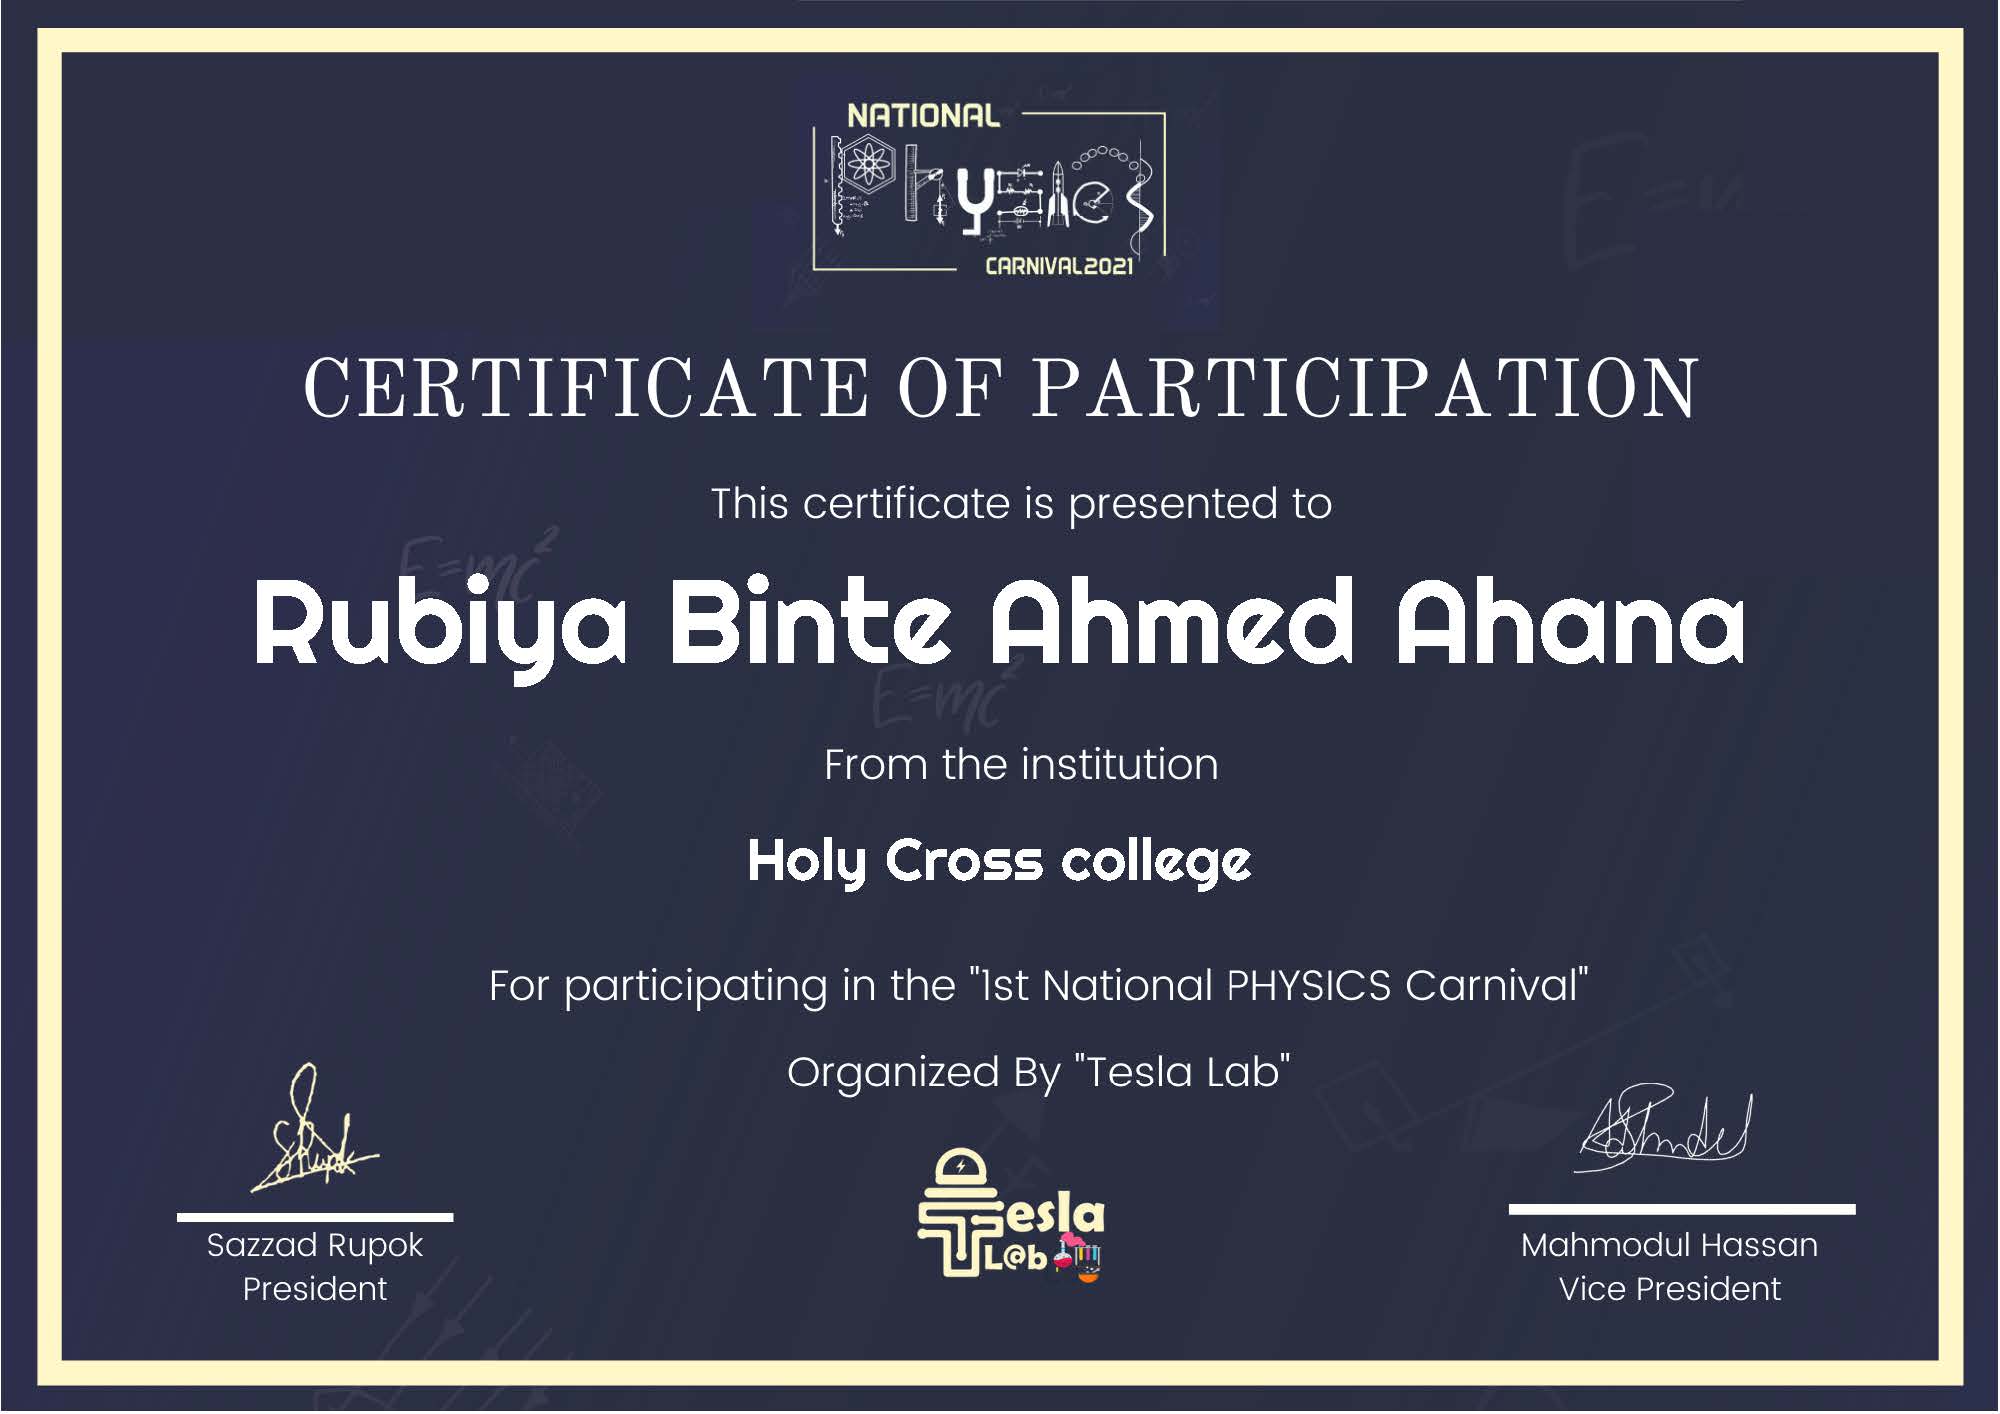 NATIONAL
Physics
CARNIVAL2021
CERTIFICATE OF PARTICIPATION
This certificate is presented to
E=mc²
Rubiya Binte Ahmed Ahana
E=mc²
From the institution
Holy Cross college
For participating in the "1st National PHYSICS Carnival"
Organized By "Tesla Lab"
Tesla
L@b
Sazzad Rupok
President
Mahmodul Hassan
Vice President